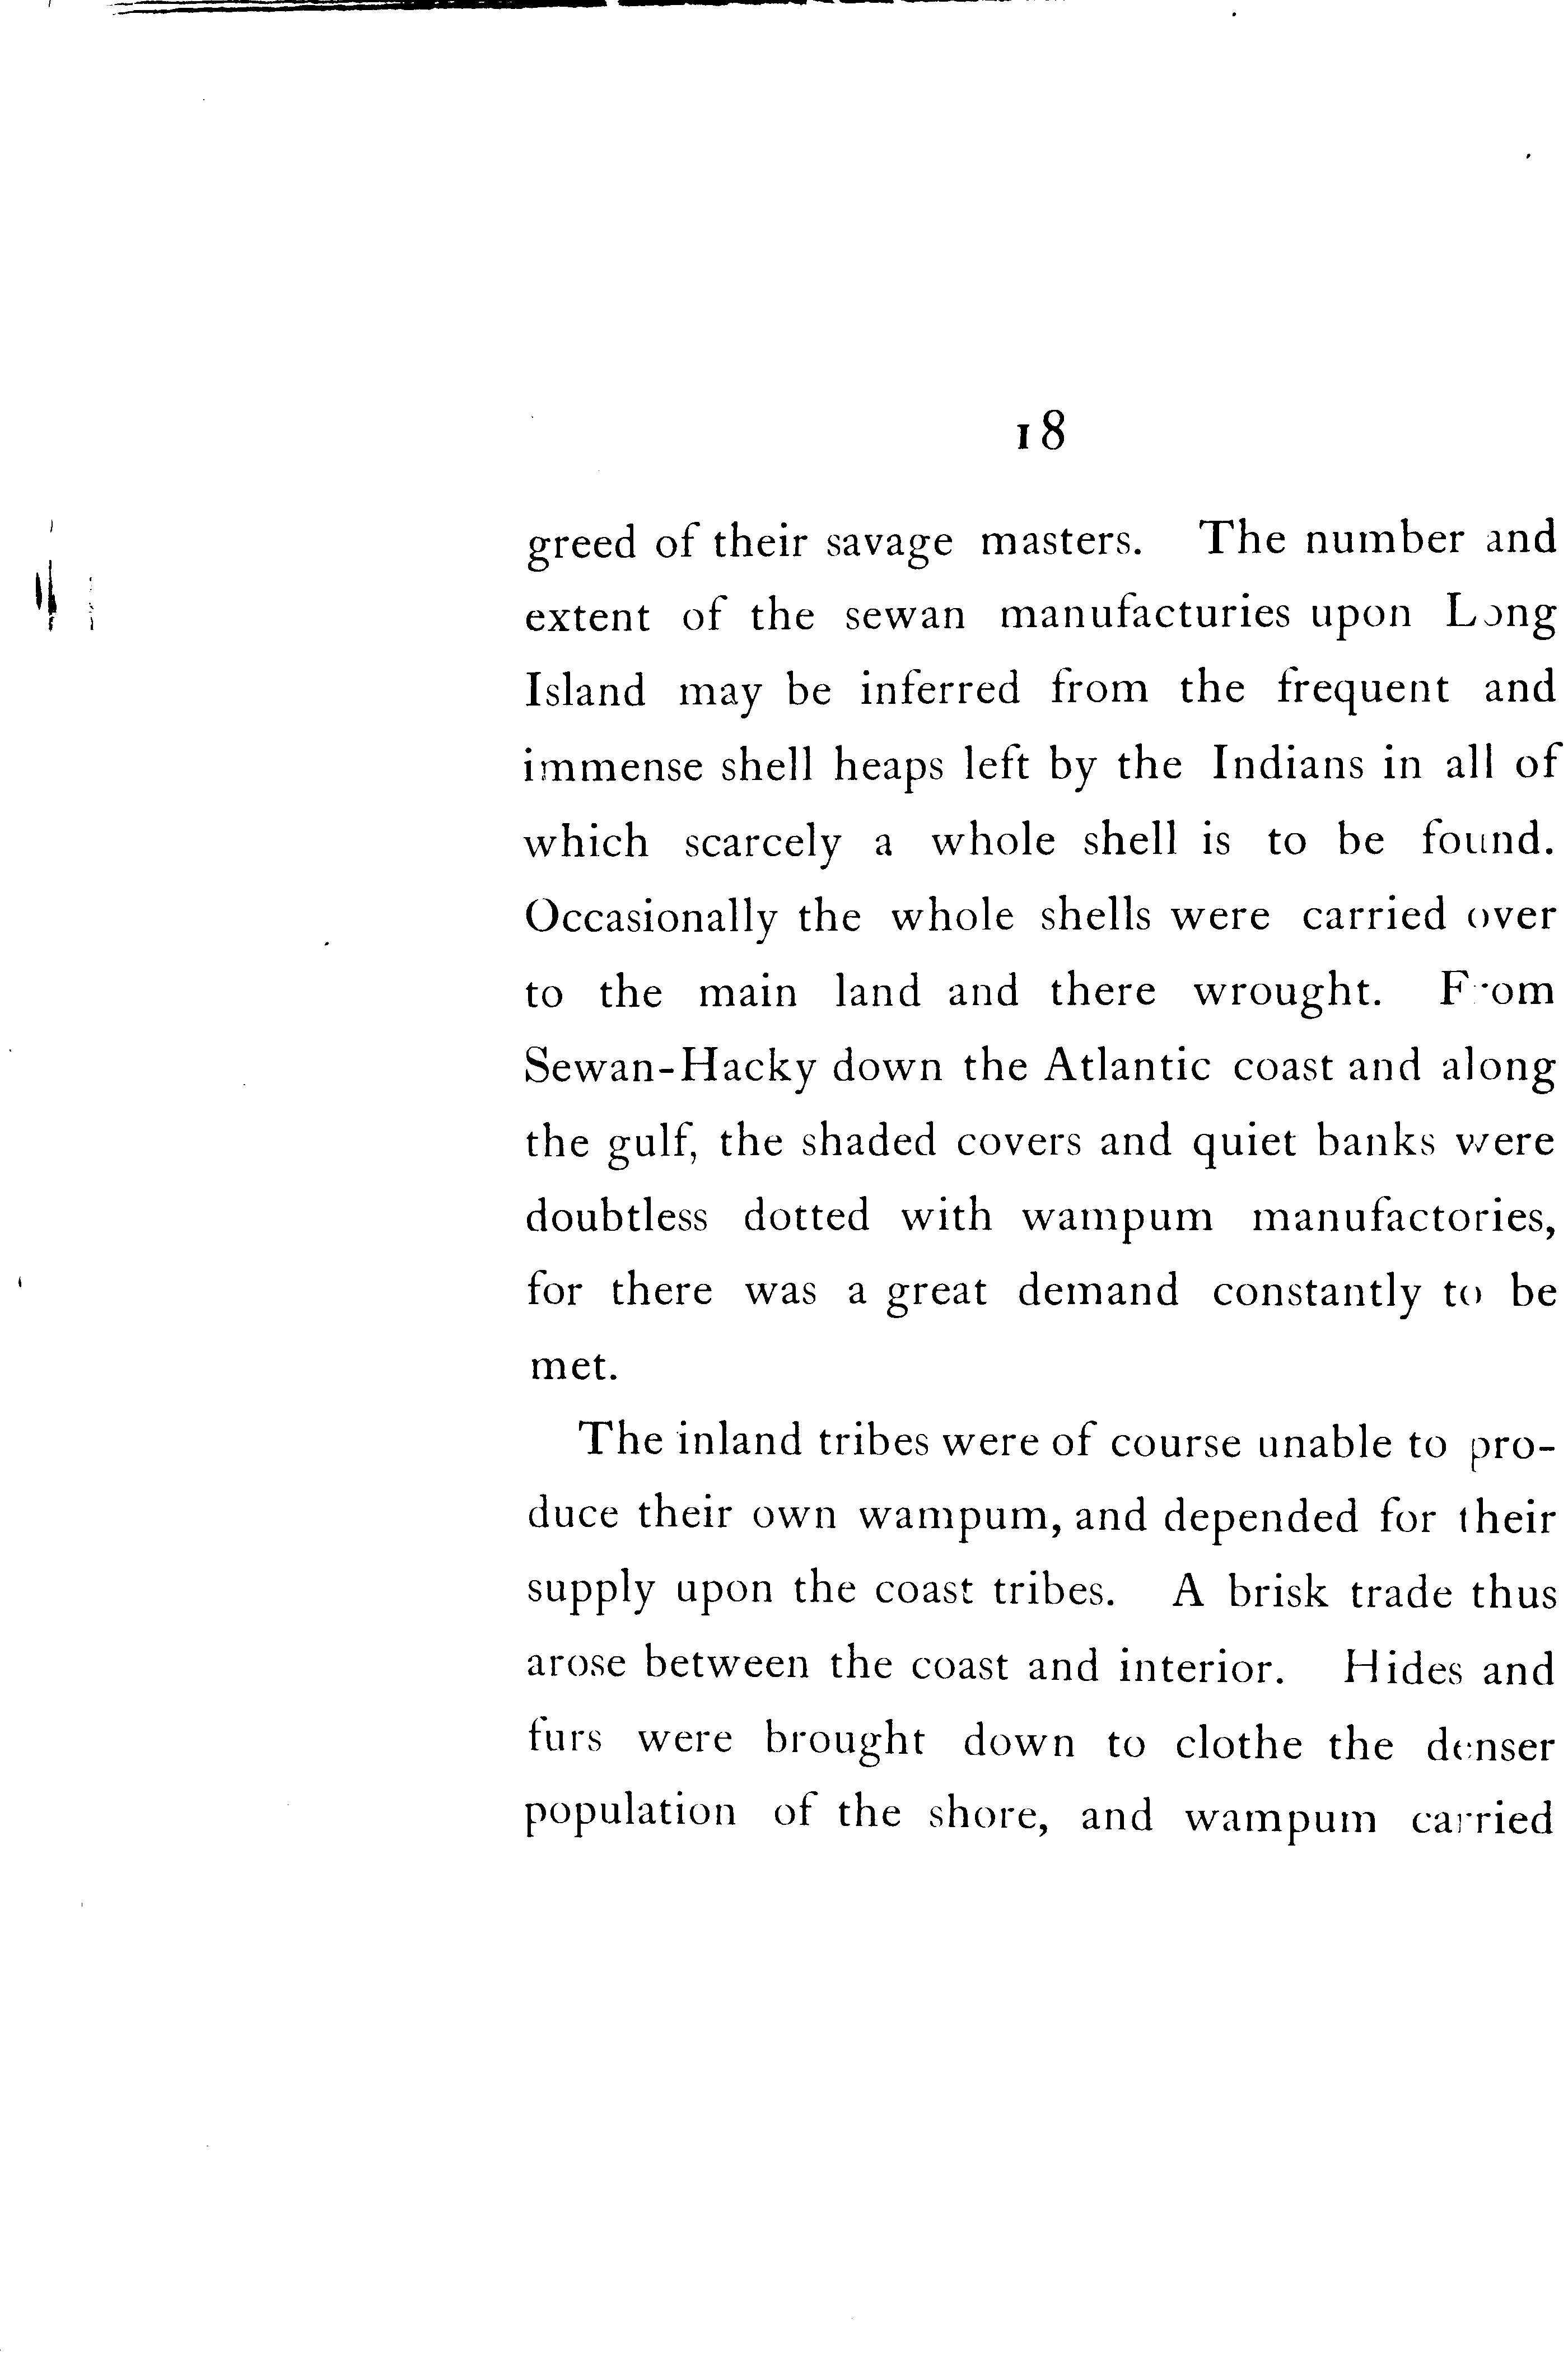 18
greed of their savage masters. The number and
extent of the sewan manufacturies upon Long
Island may be inferred from the frequent and
immense shell heaps left by the Indians in all of
which scarcely a whole shell is to be found.
Occasionally the whole shells were carried over
to the main land and there wrought. From
Sewan-Hacky down the Atlantic coast and along
the gulf, the shaded covers and quiet banks were
doubtless dotted with wampum manufactories,
for there was a great demand constantly to be
met.
The inland tribes were of course unable to pro-
duce their own wampum, and depended for their
supply upon the coast tribes. A brisk trade thus
arose between the coast and interior. Hides and
furs were brought down to clothe the denser
population of the shore, and wampum carried